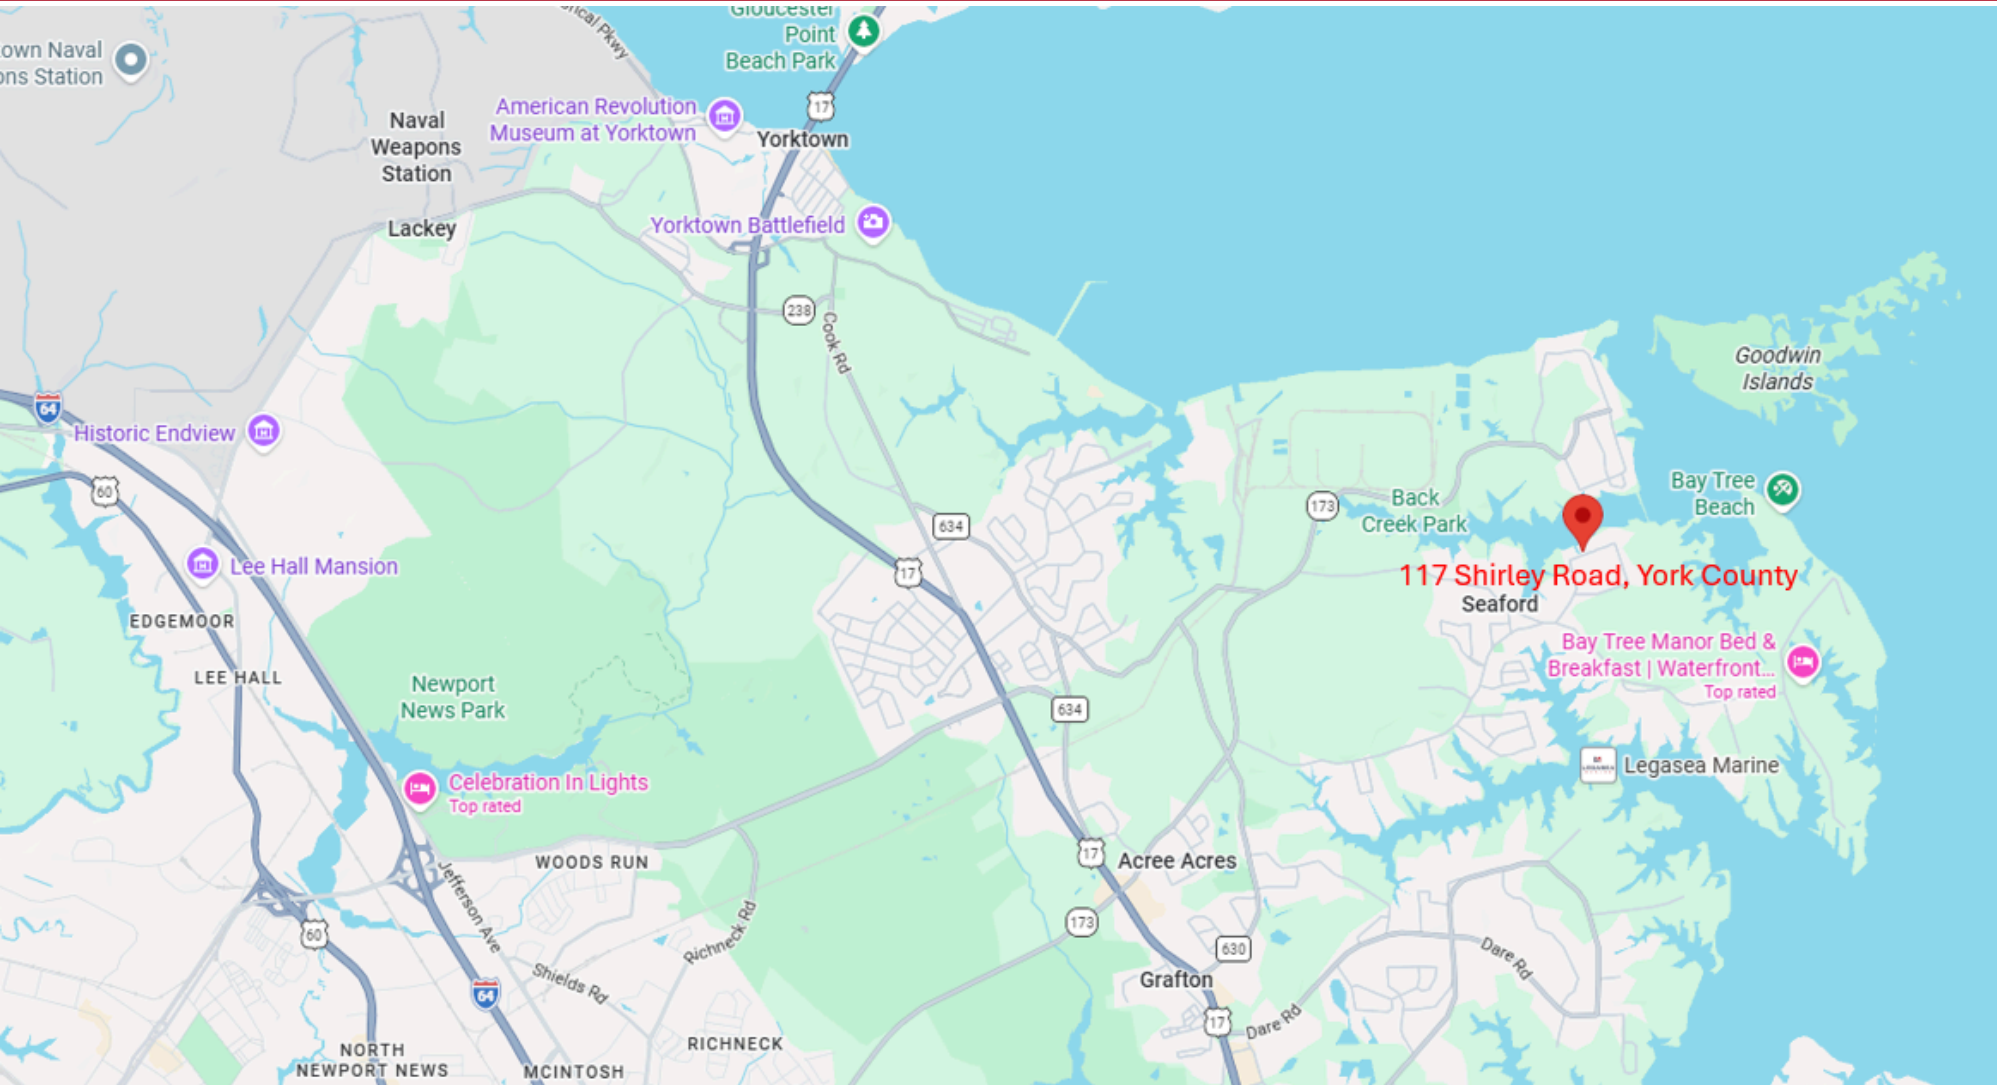 Gloucester
Point
Beach Park
orical Pkwy
own Naval
ons Station
17
American Revolution
Museum at Yorktown
Naval
Weapons
Station
Yorktown
Lackey
Yorktown Battlefield
238
Cook Rd
Goodwin
Islands
64
Historic Endview
60
Bay Tree
Beach
173
Back
Creek Park
634
17
Lee Hall Mansion
117 Shirley Road, York County
Seaford
EDGEMOOR
LEE HALL
Newport
News Park
Bay Tree Manor Bed &
Breakfast | Waterfront...
Top rated
634
Legasea Marine
Celebration In Lights
Top rated
WOODS RUN
17
Acree Acres
Jefferson Ave
Richneck Rd
173
60
630
Shields Rd
Dare Rd
Grafton
64
17
Dare Rd
NORTH
NEWPORT NEWS
RICHNECK
MCINTOSH